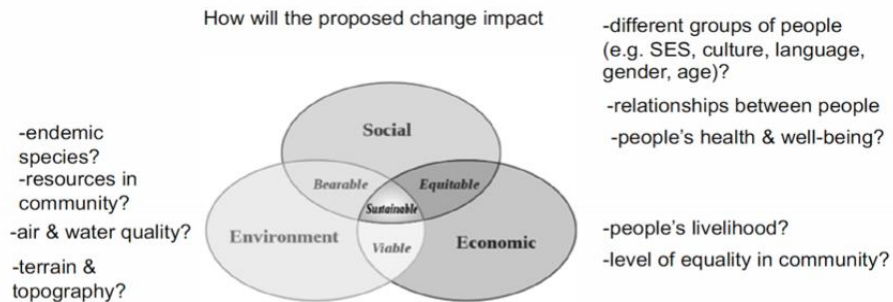 How will the proposed change impact
-different groups of people
(e.g. SES, culture, language,
gender, age)?
-relationships between people
-people's health & well-being?
-endemic
species?
-resources in
community?
-air & water quality?
-terrain &
topography?
Social
Bearable
Equitable
Sustainable
Environment
Viable
Economic
-people's livelihood?
-level of equality in community?